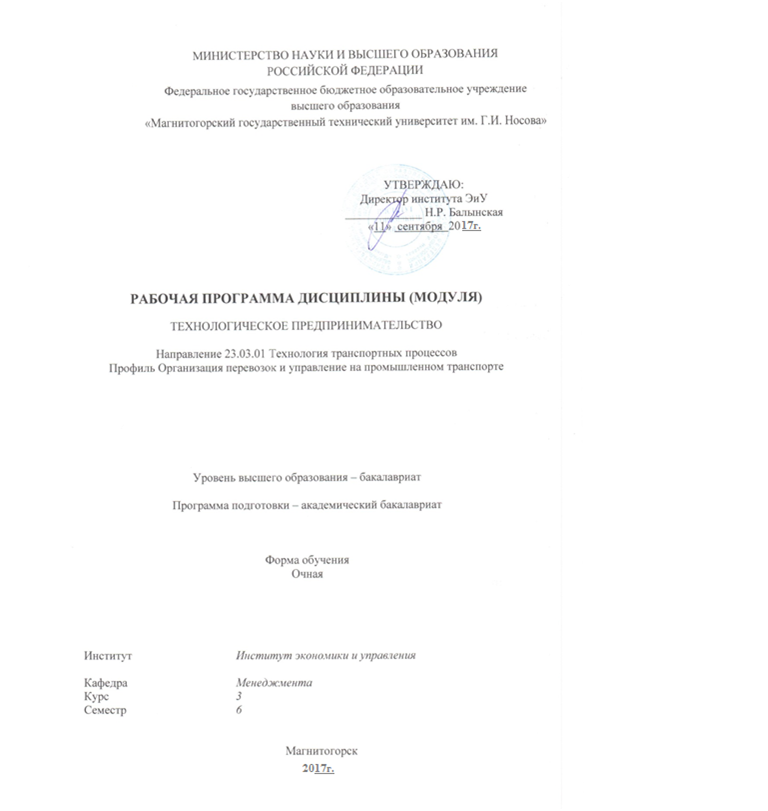 МИНИСТЕРСТВО НАУКИ И ВЫСШЕГО ОБРАЗОВАНИЯ
РОССИЙСКОЙ ФЕДЕРАЦИИ
Федеральное государственное бюджетное образовательное учреждение
высшего образования
«Магнитогорский государственный технический университет им. Г.И. Носова»
УТВЕРЖДАЮ:
Директор института ЭиУ
______________ Н.Р. Балынская
«11» сентября 2017г.
РАБОЧАЯ ПРОГРАММА ДИСЦИПЛИНЫ (МОДУЛЯ)
ТЕХНОЛОГИЧЕСКОЕ ПРЕДПРИНИМАТЕЛЬСТВО
Направление 23.03.01 Технология транспортных процессов
Профиль Организация перевозок и управление на промышленном транспорте
Уровень высшего образования – бакалавриат
Программа подготовки – академический бакалавриат
Форма обучения
Очная
Институт Институт экономики и управления
Кафедра Менеджмента
Курс 3
Семестр 6
Магнитогорск
2017г.